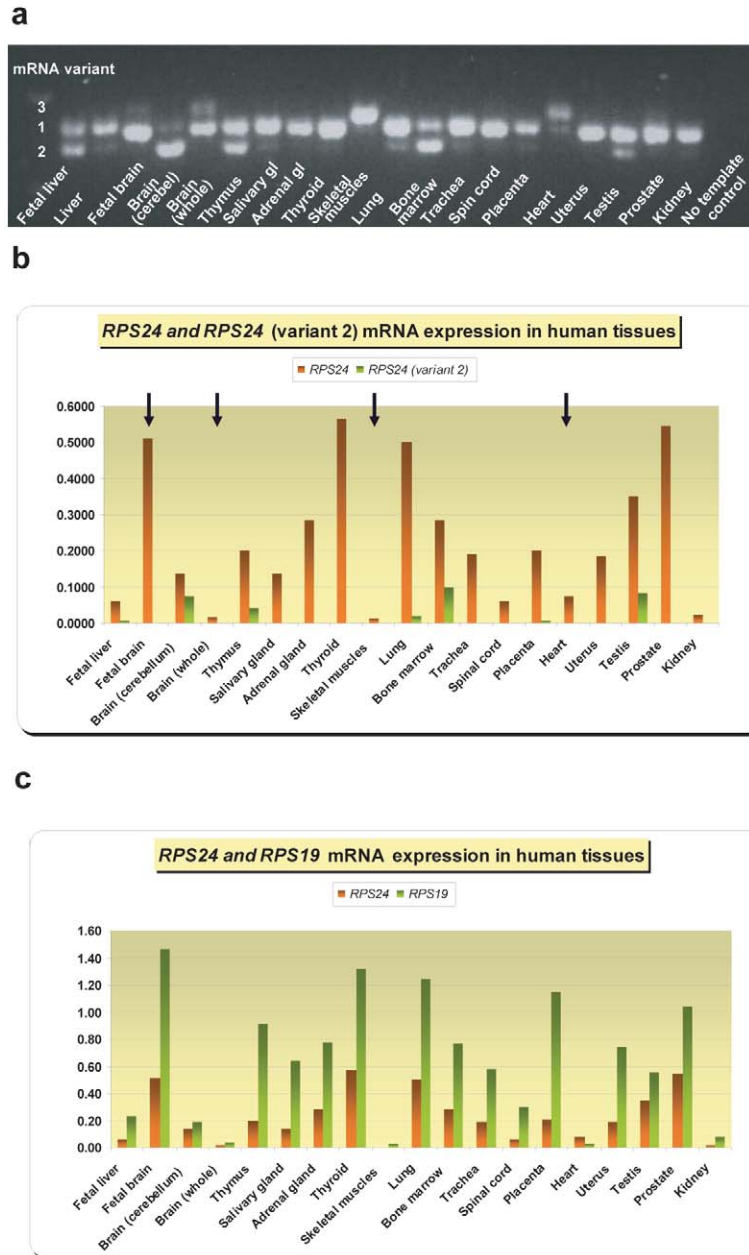 a
mRNA variant
3
1
2
Fetal liver
Liver
Fetal brain
Brain
(cerebel)
Brain
(whole)
Thymus
Salivary gl
Adrenal gl
Thyroid
Skeletal
muscles
Lung
Bone
marrow
Trachea
Spin cord
Placenta
Heart
Uterus
Testis
Prostate
Kidney
No template
control
b
RPS24 and RPS24 (variant 2) mRNA expression in human tissues
RPS24 RPS24 (variant 2)
0.6000
0.5000
0.4000
0.3000
0.2000
0.1000
0.0000
Fetal liver
Fetal brain
Brain (cerebellum)
Brain (whole)
Thymus
Salivary gland
Adrenal gland
Thyroid
Skeletal muscles
Lung
Bone marrow
Trachea
Spinal cord
Placenta
Heart
Uterus
Testis
Prostate
Kidney
c
RPS24 and RPS19 mRNA expression in human tissues
RPS24 RPS19
1.60
1.40
1.20
1.00
0.80
0.60
0.40
0.20
0.00
Fetal liver
Fetal brain
Brain (cerebellum)
Brain (whole)
Thymus
Salivary gland
Adrenal gland
Thyroid
Skeletal muscles
Lung
Bone marrow
Trachea
Spinal cord
Placenta
Heart
Uterus
Testis
Prostate
Kidney